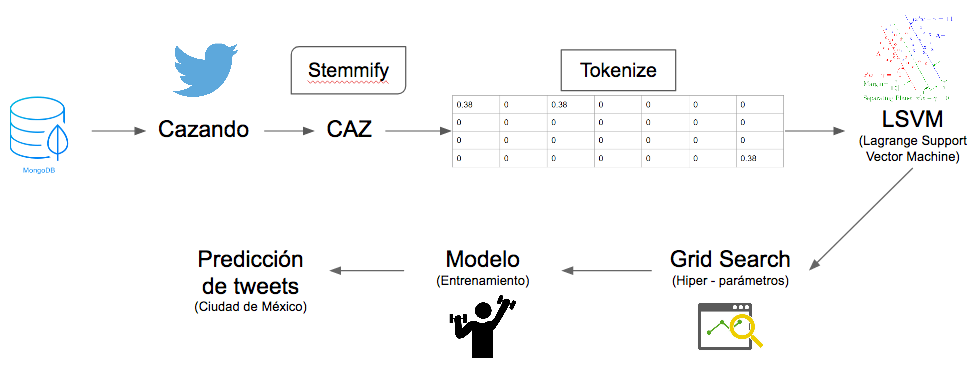 Stemmify
Tokenize
0.38 0 0.38 0 0 0 0
0 0 0 0 0 0 0
0 0 0 0 0 0 0
0 0 0 0 0 0 0.38
MongoDB
Cazando
CAZ
LSVM
(Lagrange Support
Vector Machine)
Predicción
de tweets
(Ciudad de México)
Modelo
(Entrenamiento)
Grid Search
(Hiper - parámetros)